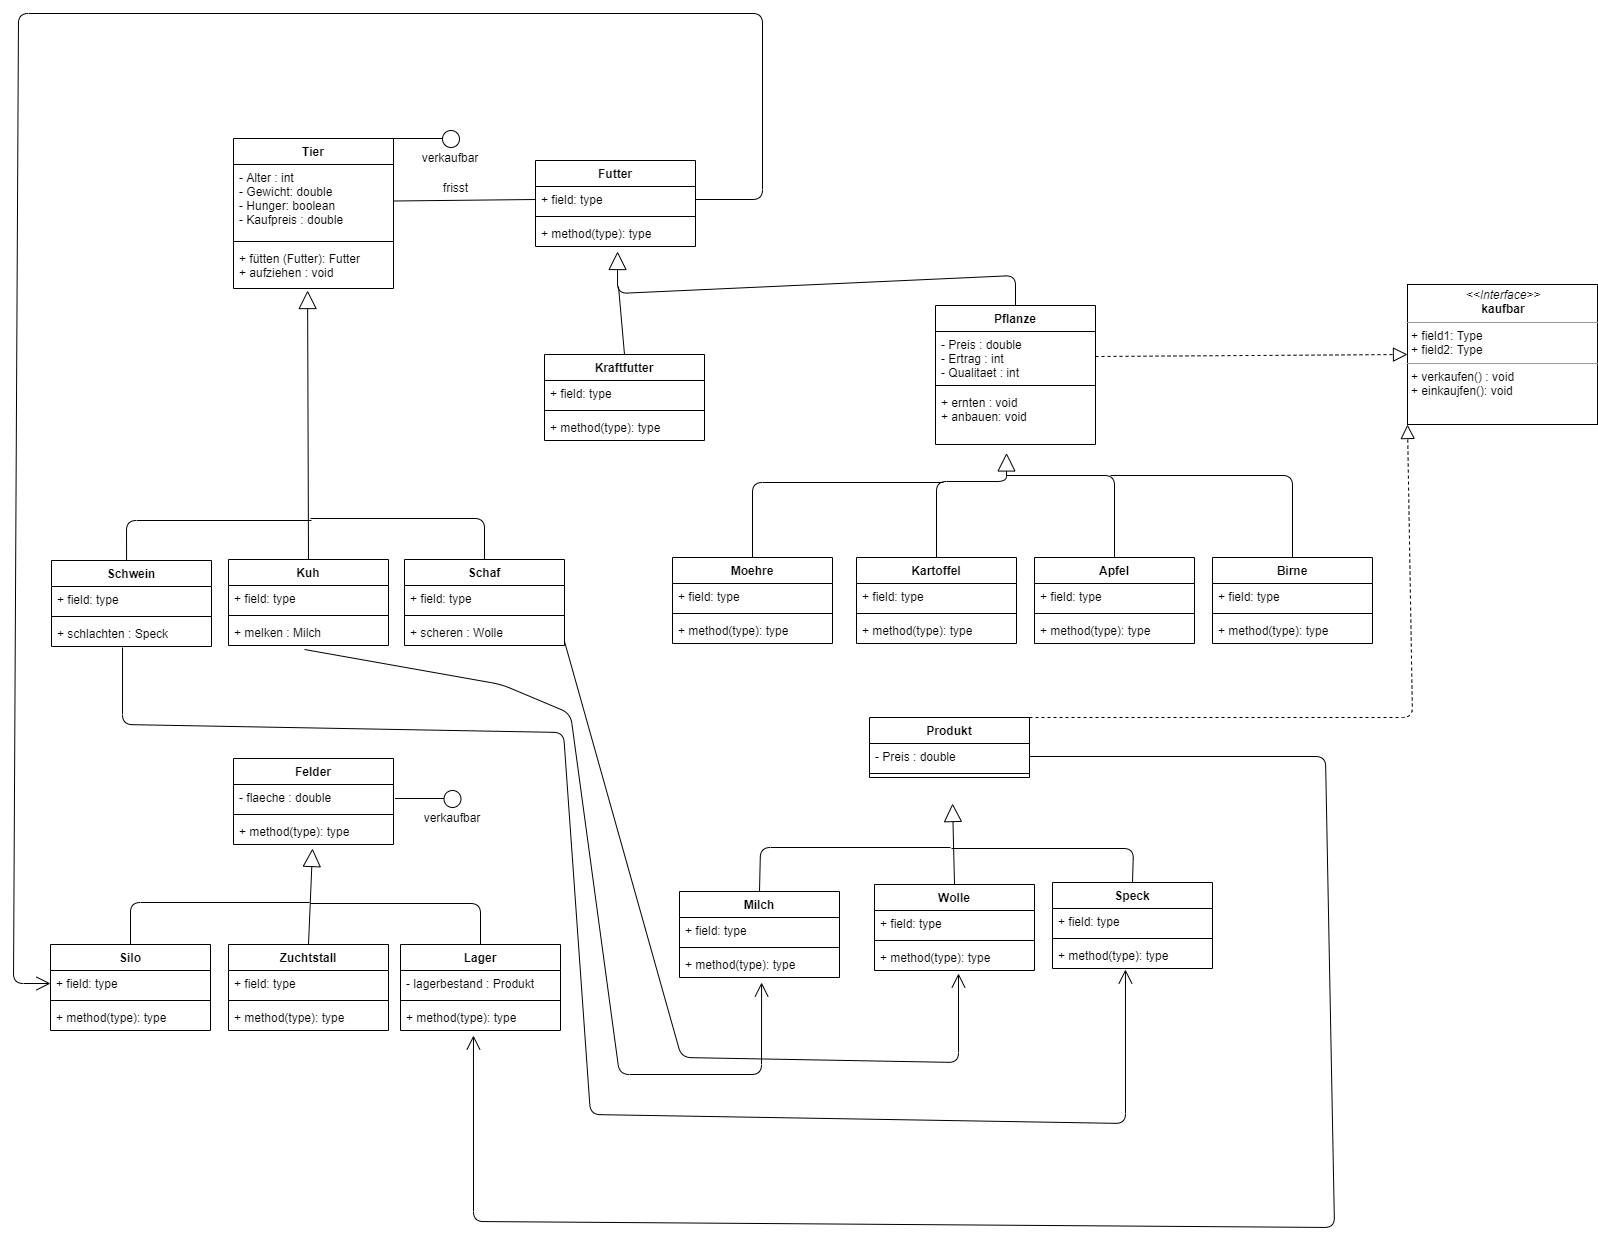 Tier
- Alter : int
- Gewicht: double
- Hunger: boolean
- Kaufpreis : double
+ fütten (Futter): Futter
+ aufziehen : void
verkaufbar
frisst
Futter
+ field: type
+ method(type): type
Kraftfutter
+ field: type
+ method(type): type
Pflanze
- Preis : double
- Ertrag : int
- Qualitaet : int
+ ernten : void
+ anbauen: void
<<Interface>>
kaufbar
+ field1: Type
+ field2: Type
+ verkaufen() : void
+ einkaujfen(): void
Schwein
+ field: type
+ schlachten : Speck
Kuh
+ field: type
+ melken : Milch
Schaf
+ field: type
+ scheren : Wolle
Moehre
+ field: type
+ method(type): type
Kartoffel
+ field: type
+ method(type): type
Apfel
+ field: type
+ method(type): type
Birne
+ field: type
+ method(type): type
Produkt
- Preis : double
Felder
- flaeche : double
+ method(type): type
verkaufbar
Milch
+ field: type
+ method(type): type
Wolle
+ field: type
+ method(type): type
Speck
+ field: type
+ method(type): type
Silo
+ field: type
+ method(type): type
Zuchtstall
+ field: type
+ method(type): type
Lager
- lagerbestand : Produkt
+ method(type): type